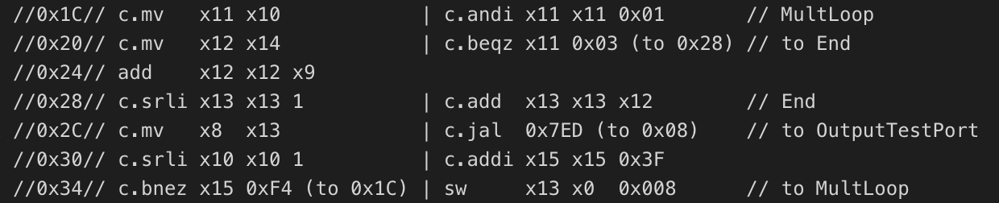 //0x1C// c.mv   x11 x10           | c.andi x11 x11 0x01       // MultLoop
//0x20// c.mv   x12 x14           | c.beqz x11 0x03 (to 0x28) // to End
//0x24// add    x12 x12 x9
//0x28// c.srli x13 x13 1         | c.add  x13 x13 x12        // End
//0x2C// c.mv   x8  x13           | c.jal  0x7ED (to 0x08)    // to OutputTestPort
//0x30// c.srli x10 x10 1         | c.addi x15 x15 0x3F
//0x34// c.bnez x15 0xF4 (to 0x1C) | sw     x13 x0  0x008      // to MultLoop